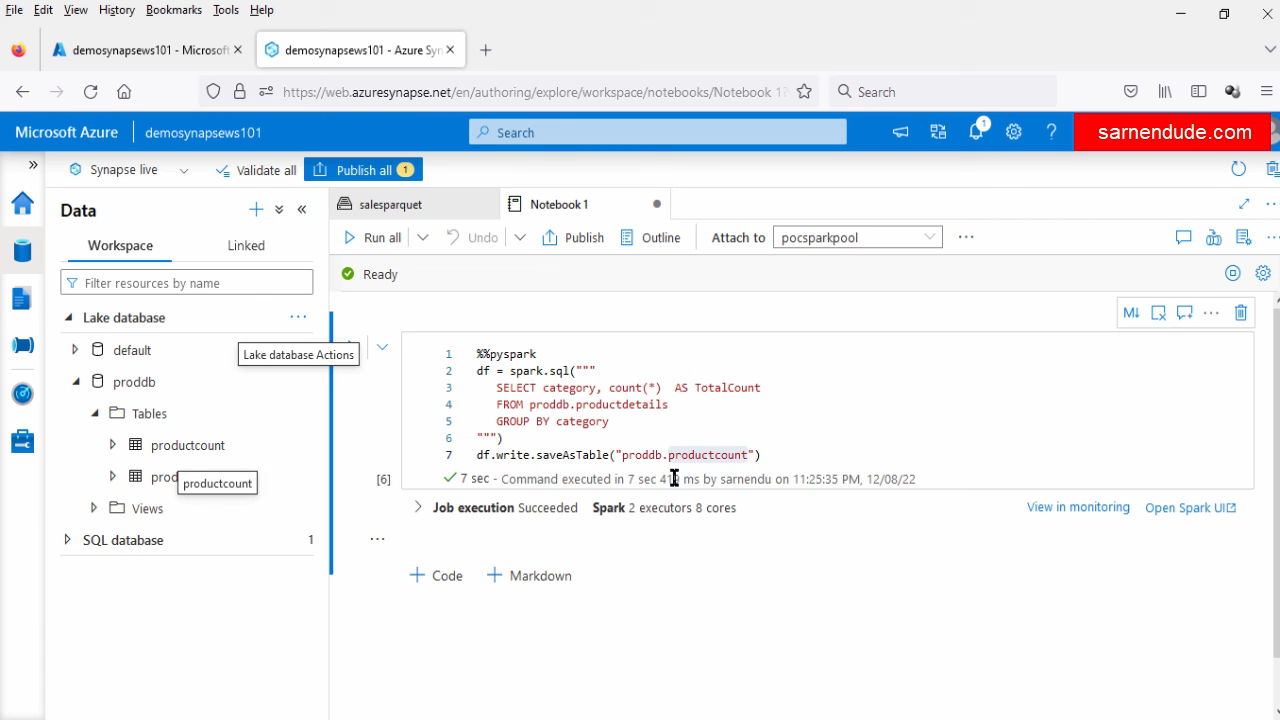 File Edit View History Bookmarks Tools Help
demosynapsews101 - Microsoft
demosynapsews101 - Azure Syn
https://web.azuresynapse.net/en/authoring/explore/workspace/notebooks/Notebook 1
Search
Microsoft Azure
demosynapsews101
Search
1
sarnendude.com
Synapse live
Validate all
Publish all 1
Data
salesparquet
Notebook 1
Workspace
Linked
Run all
Undo
Publish
Outline
Attach to
pocsparkpool
Filter resources by name
Ready
Lake database
Lake database Actions
default
proddb
Tables
productcount
prod
productcount
Views
SQL database 1
1 %%pyspark
2 df = spark.sql("""
3 SELECT category, count(*) AS TotalCount
4 FROM proddb.productdetails
5 GROUP BY category
6 """)
7 df.write.saveAsTable("proddb.productcount")
[6]
7 sec - Command executed in 7 sec ms by sarnendu on 11:25:35 PM, 12/08/22
Job execution Succeeded Spark 2 executors 8 cores
View in monitoring
Open Spark UI
Code
Markdown